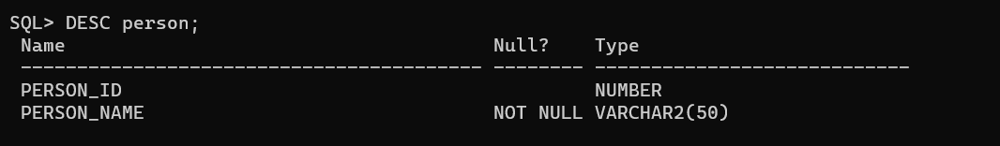 SQL> DESC person;
 Name                                      Null?    Type
 ----------------------------------------- -------- ----------------------------
 PERSON_ID                                          NUMBER
 PERSON_NAME                               NOT NULL VARCHAR2(50)